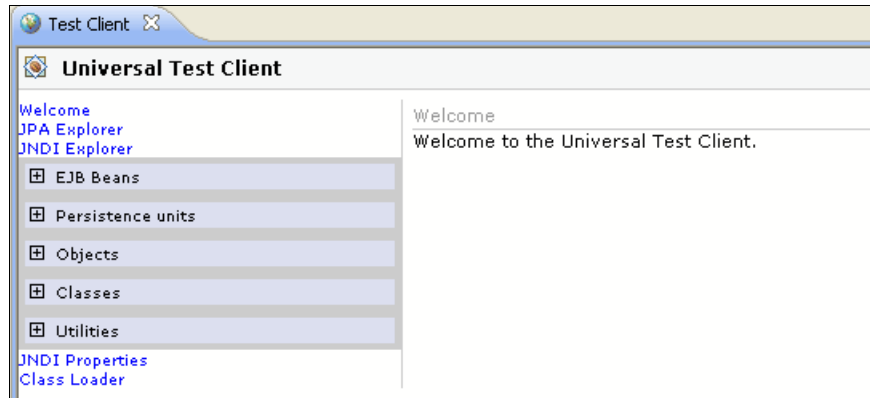 Test Client
Universal Test Client
Welcome
JPA Explorer
JNDI Explorer
EJB Beans
Persistence units
Objects
Classes
Utilities
JNDI Properties
Class Loader
Welcome
Welcome to the Universal Test Client.